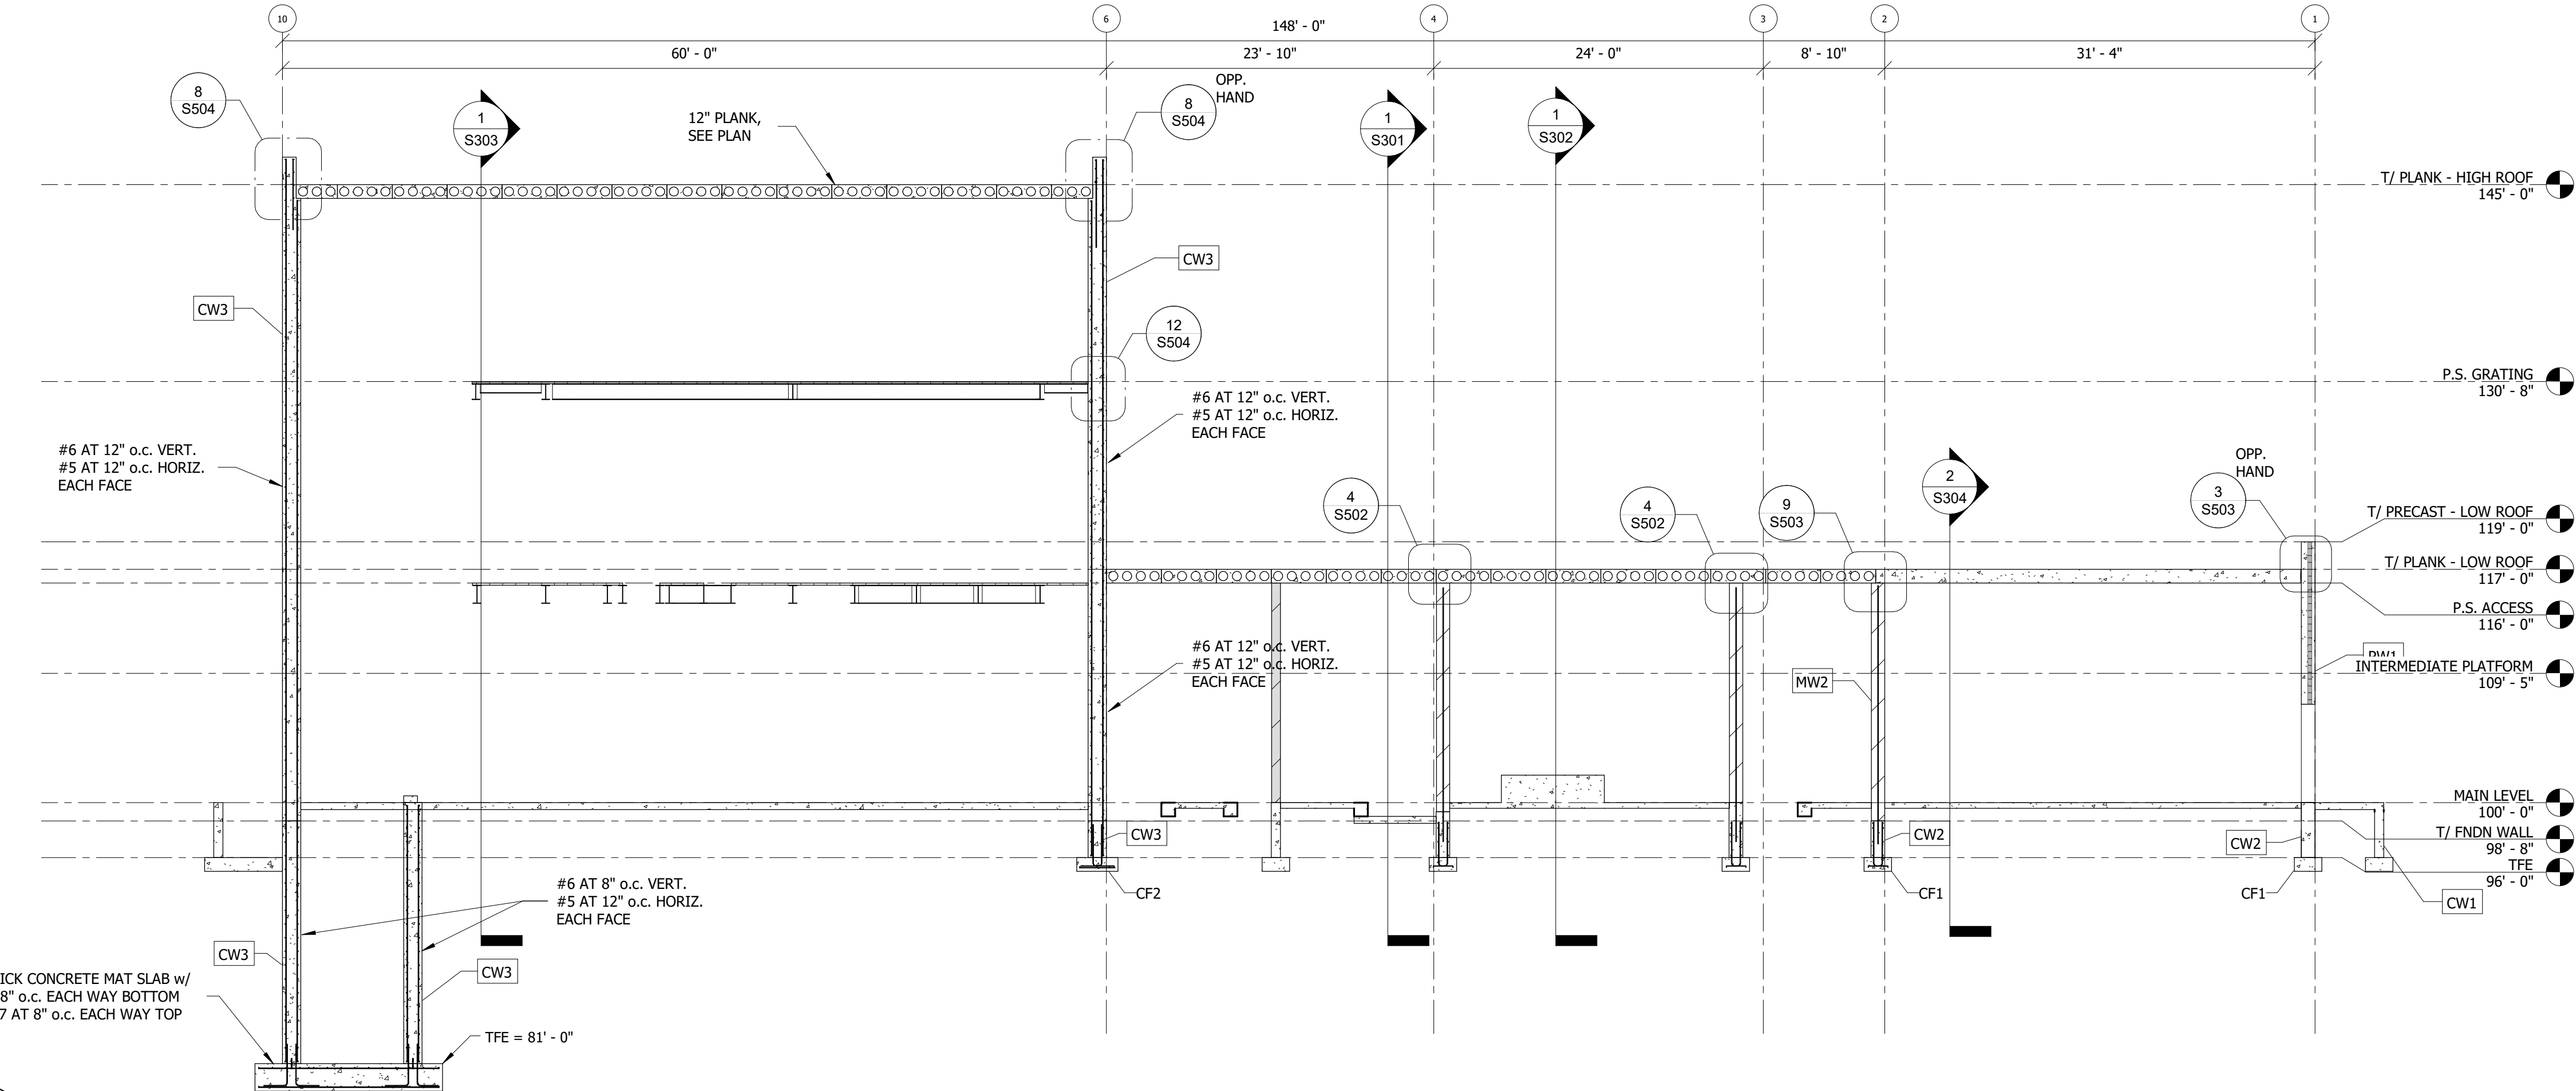 10
6
4
3
2
1
148' - 0"
60' - 0"
23' - 10"
24' - 0"
8' - 10"
31' - 4"
8
S504
1
S303
12" PLANK,
SEE PLAN
OPP.
HAND
8
S504
1
S301
1
S302
T/ PLANK - HIGH ROOF
145' - 0"
CW3
CW3
12
S504
P.S. GRATING
130' - 8"
#6 AT 12" o.c. VERT.
#5 AT 12" o.c. HORIZ.
EACH FACE
#6 AT 12" o.c. VERT.
#5 AT 12" o.c. HORIZ.
EACH FACE
4
S502
4
S502
9
S503
2
S304
OPP.
HAND
3
S503
T/ PRECAST - LOW ROOF
119' - 0"
T/ PLANK - LOW ROOF
117' - 0"
P.S. ACCESS
116' - 0"
#6 AT 12" o.c. VERT.
#5 AT 12" o.c. HORIZ.
EACH FACE
MW2
INTERMEDIATE PLATFORM
109' - 5"
MAIN LEVEL
100' - 0"
T/ FNDN WALL
98' - 8"
TFE
96' - 0"
CW3
CW2
CW2
CF2
CF1
CF1
CW1
#6 AT 8" o.c. VERT.
#5 AT 12" o.c. HORIZ.
EACH FACE
CW3
CW3
CONCRETE MAT SLAB w/
8" o.c. EACH WAY BOTTOM
7 AT 8" o.c. EACH WAY TOP
TFE = 81' - 0"